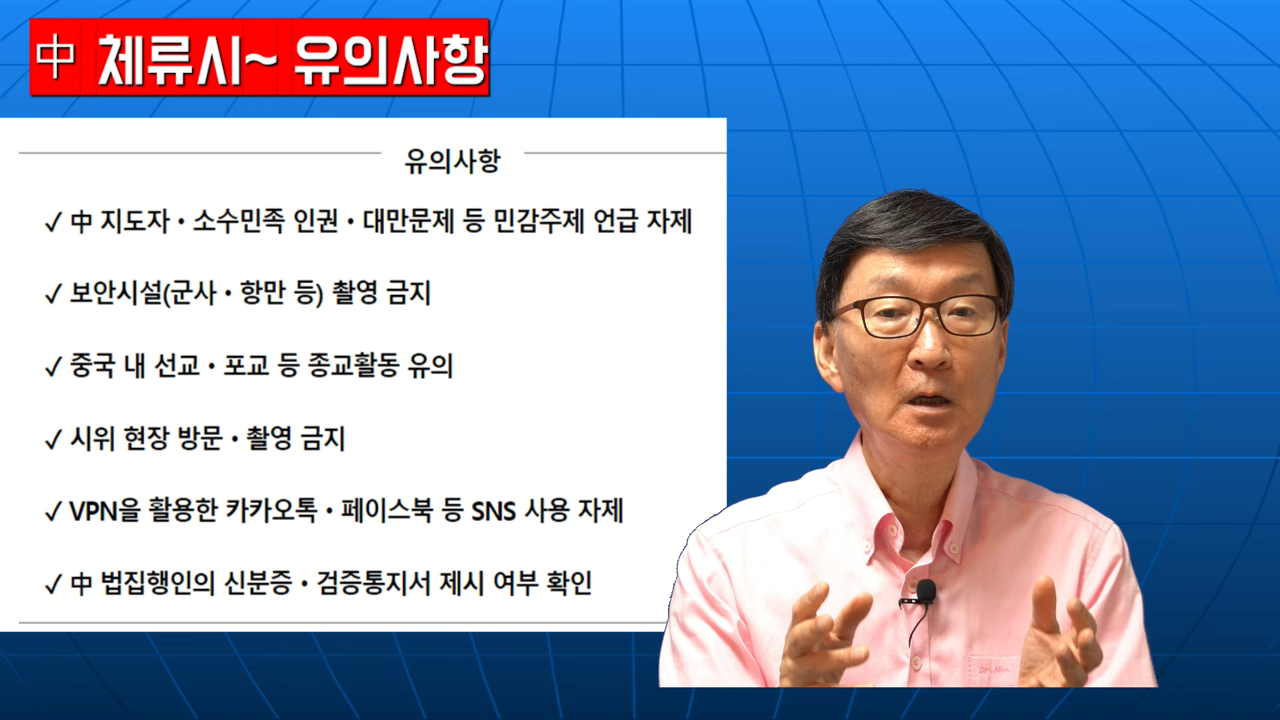 中 체류시~ 유의사항
유의사항
✓ 中 지도자・소수민족 인권・대만문제 등 민감주제 언급 자제
✓ 보안시설(군사・항만 등) 촬영 금지
✓ 중국 내 선교・포교 등 종교활동 유의
✓ 시위 현장 방문・촬영 금지
✓ VPN을 활용한 카카오톡・페이스북 등 SNS 사용 자제
✓ 中 법집행인의 신분증・검증통지서 제시 여부 확인